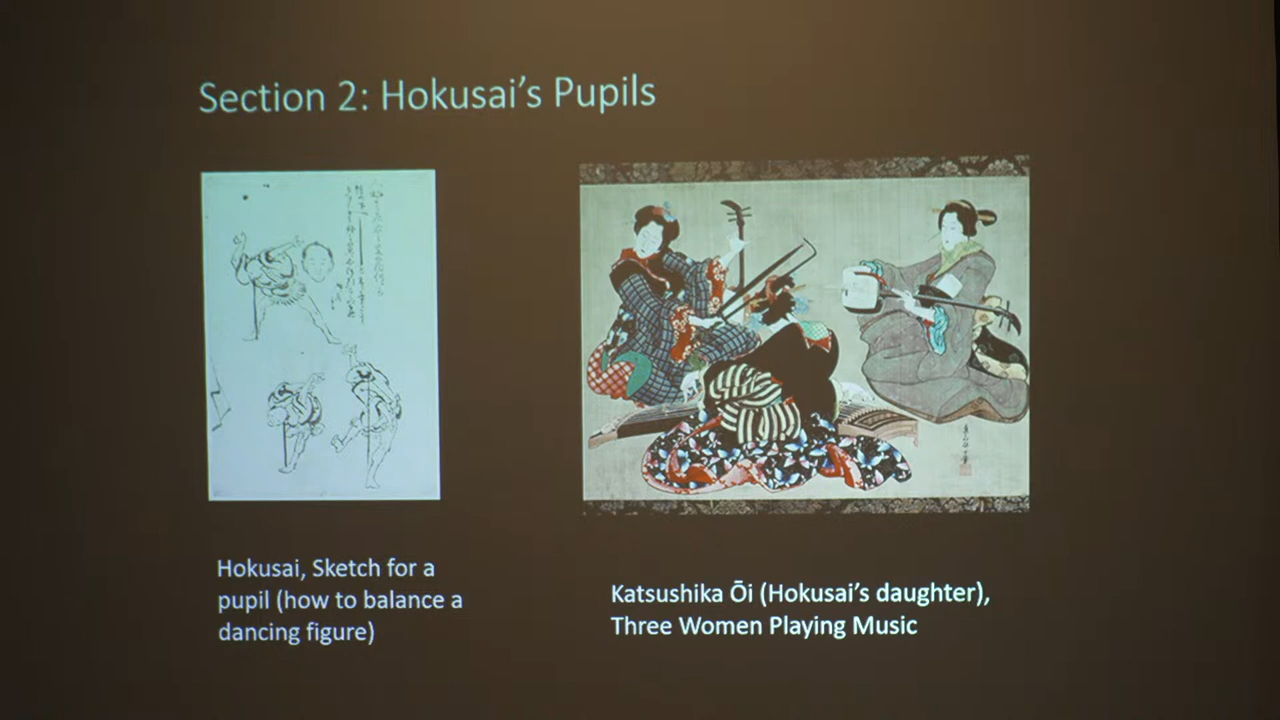 Section 2: Hokusai’s Pupils
Hokusai, Sketch for a
pupil (how to balance a
dancing figure)
Katsushika Ōi (Hokusai’s daughter),
Three Women Playing Music